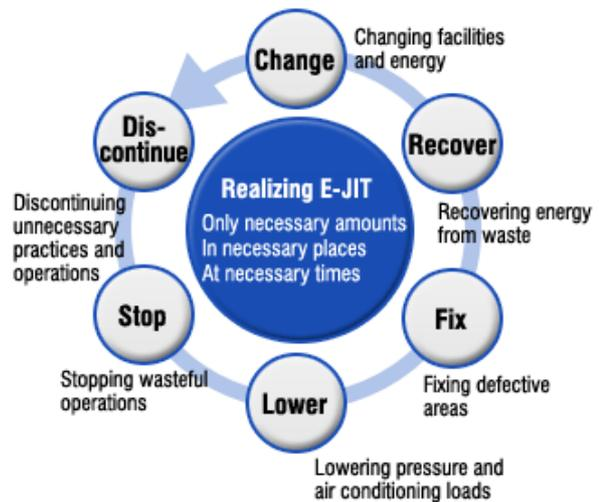 Change
Changing facilities
and energy
Recover
Recovering energy
from waste
Fix
Fixing defective
areas
Lower
Lowering pressure and
air conditioning loads
Stop
Stopping wasteful
operations
Dis-
continue
Discontinuing
unnecessary
practices and
operations
Realizing E-JIT
Only necessary amounts
In necessary places
At necessary times